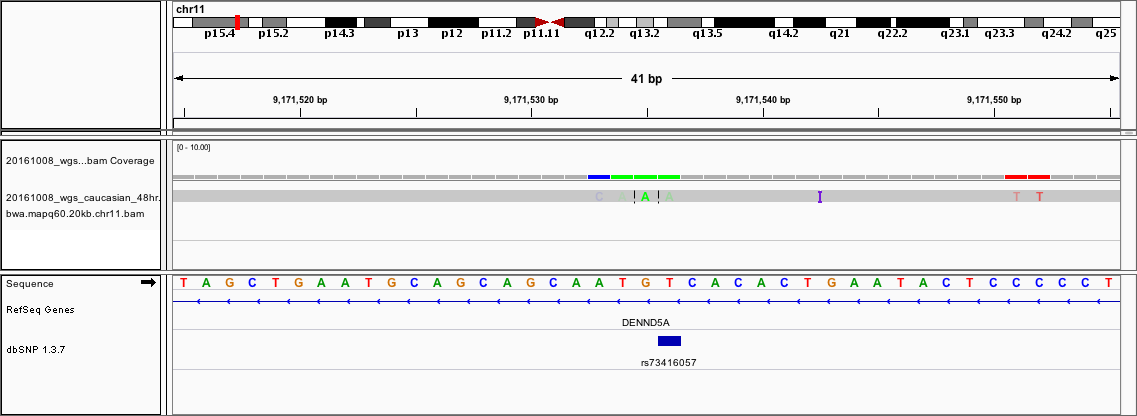 chr11
p15.4 p15.2 p14.3 p13 p12 p11.2 p11.11 q12.2 q13.2 q13.5 q14.2 q21 q22.2 q23.1 q23.3 q24.2 q25
41 bp
9,171,520 bp 9,171,530 bp 9,171,540 bp 9,171,550 bp
[0 - 10.00]
20161008_wgs...bam Coverage
20161008_wgs_caucasian_48hr.
C A A A I T T
bwa.mapq60.20kb.chr11.bam
Sequence T A G C T G A A T G C A G C A G C A A T G T C A C A C T G A A T A C T C C C C C T
RefSeq Genes
DENND5A
dbSNP 1.3.7
rs73416057